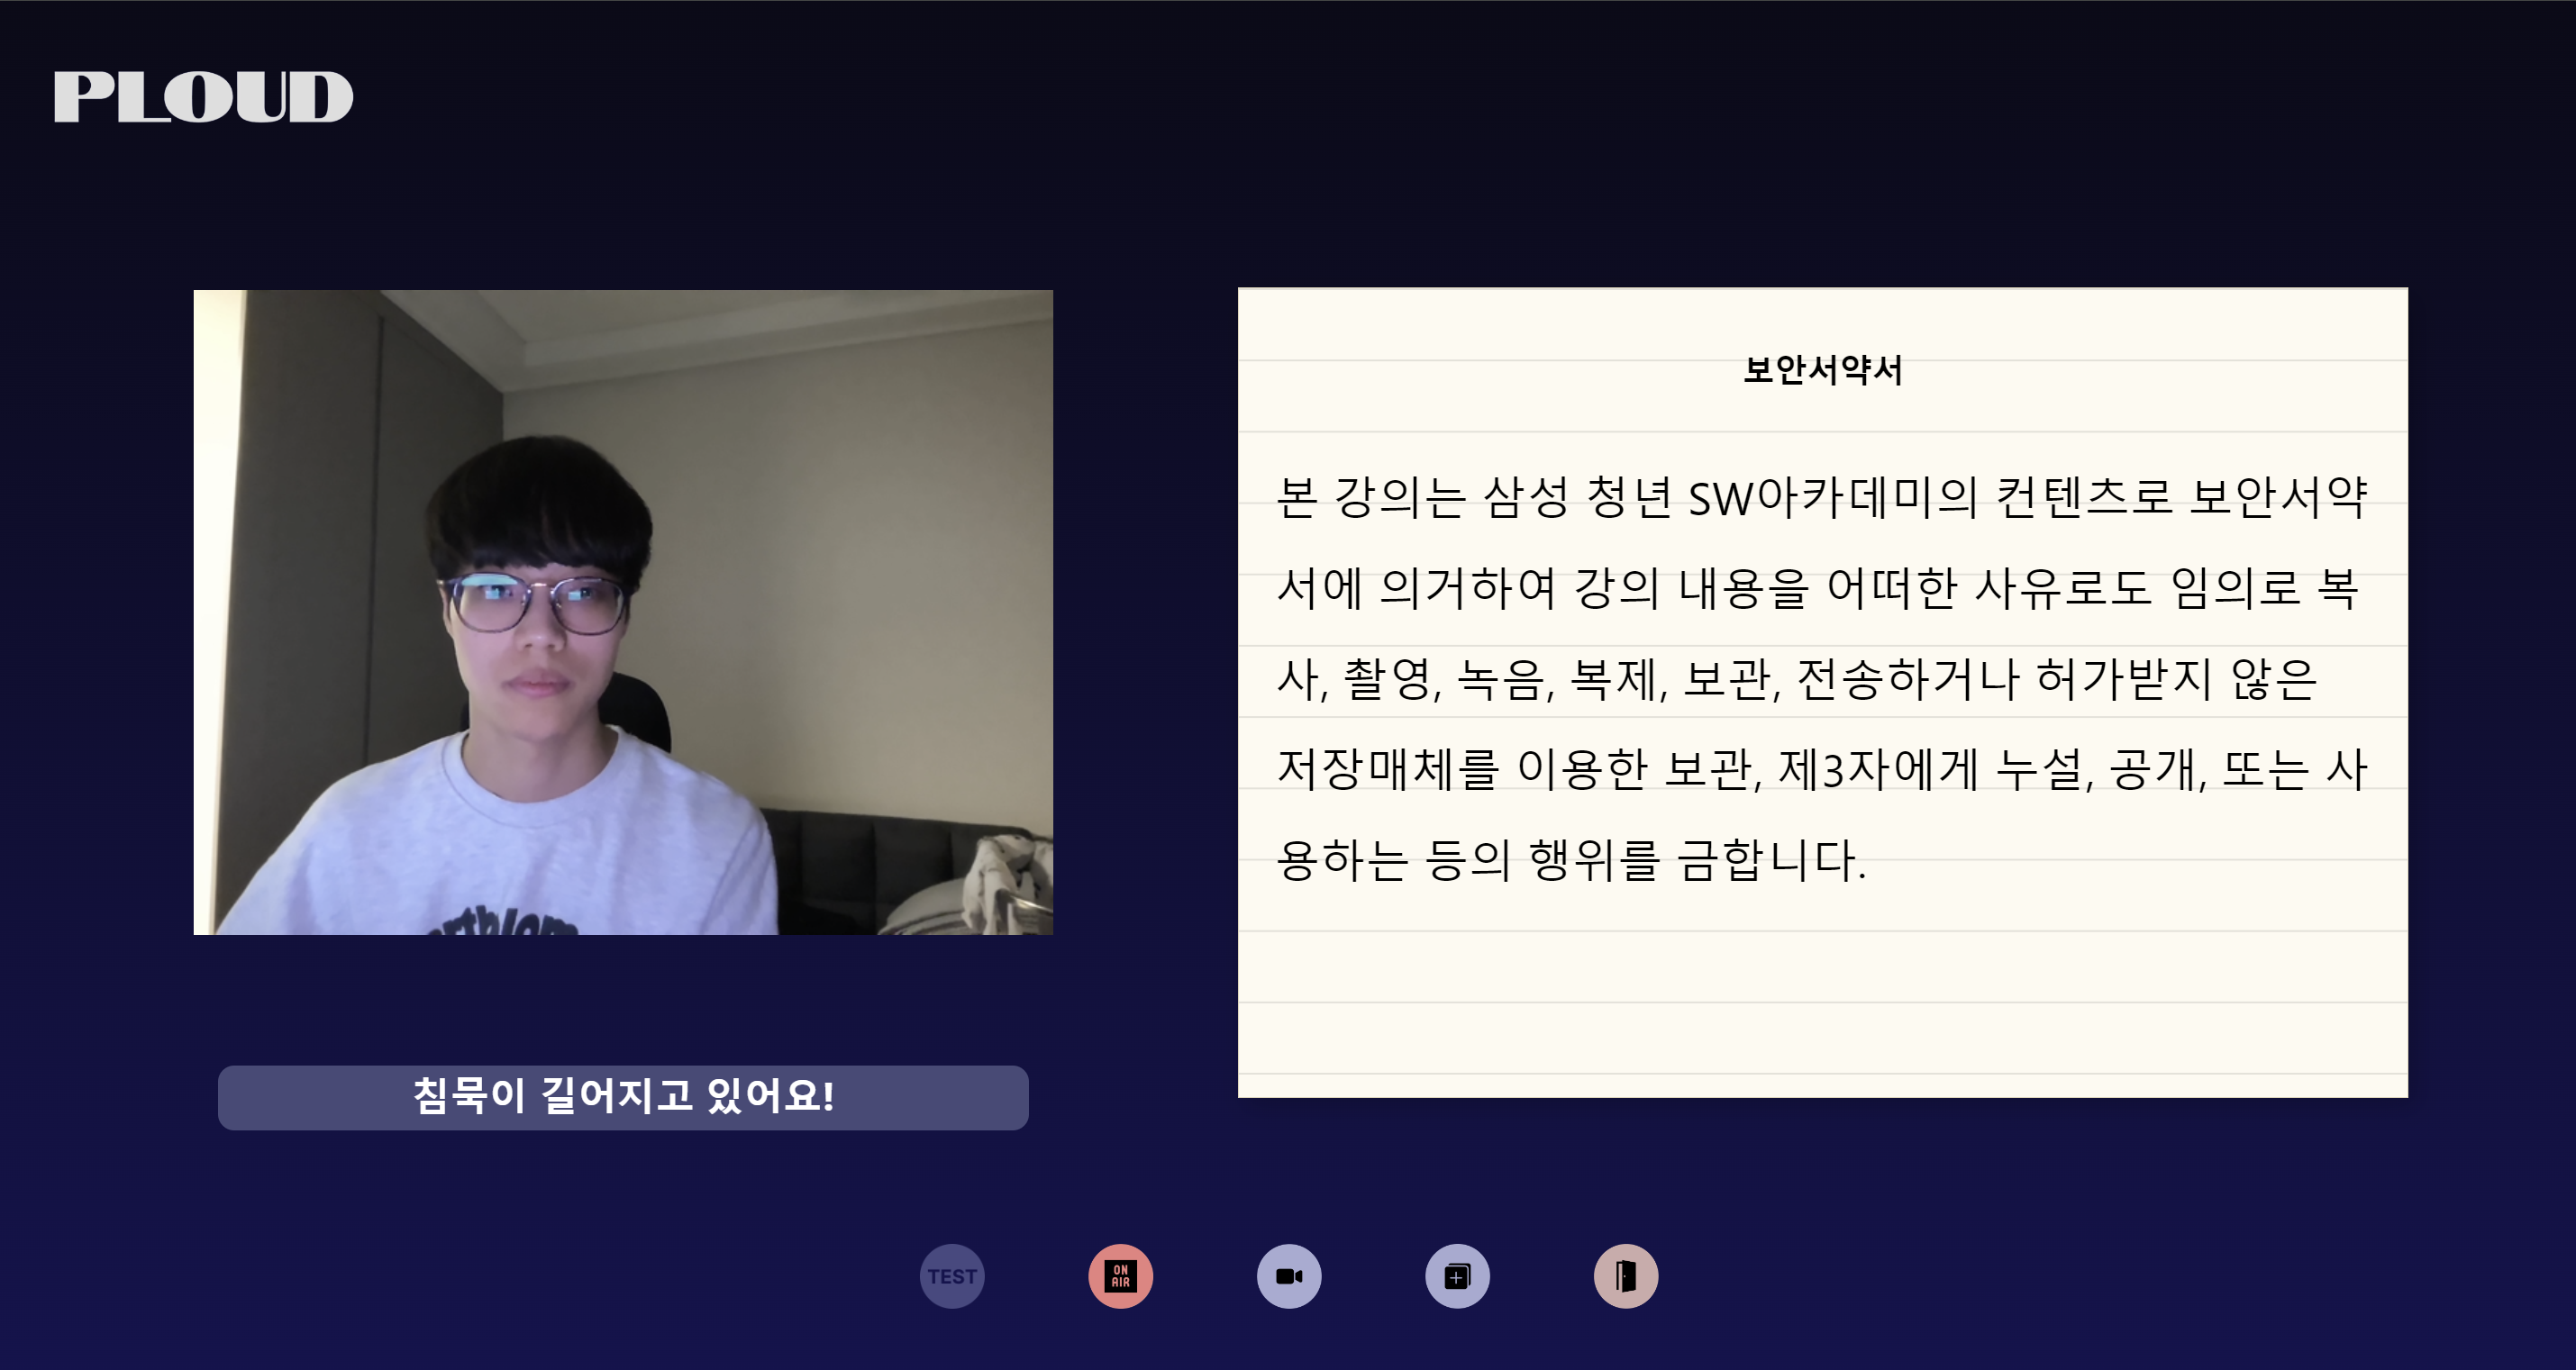 PLOUD
보안서약서
본 강의는 삼성 청년 SW아카데미의 컨텐츠로 보안서약
서에 의거하여 강의 내용을 어떠한 사유로도 임의로 복
사, 촬영, 녹음, 복제, 보관, 전송하거나 허가받지 않은
저장매체를 이용한 보관, 제3자에게 누설, 공개, 또는 사
용하는 등의 행위를 금합니다.
침묵이 길어지고 있어요!
TEST
ON
AIR